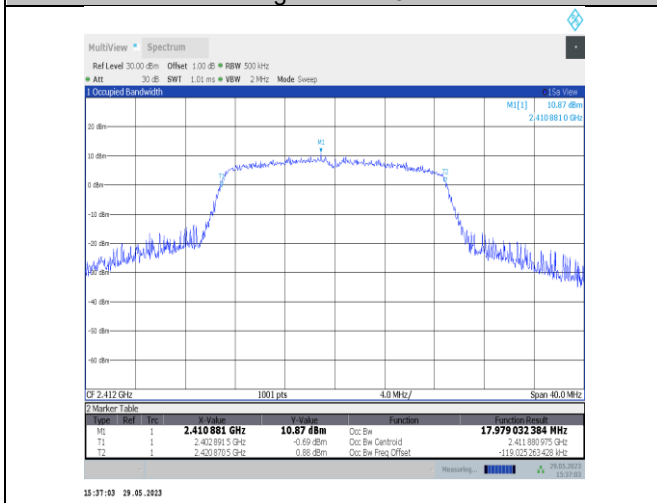 MultiView Spectrum
Ref Level 30.00 dBm Offset 1.00 dB RBW 500 kHz
Att 30 dB SWT 1.01 ms VBW 2 MHz Mode Sweep
1 Occupied Bandwidth 1Sa View
M1[1] 10.87 dBm
2.4108810 GHz
20 dBm
M1
10 dBm
T1 T2
0 dBm
-10 dBm
-20 dBm
-30 dBm
-40 dBm
-50 dBm
-60 dBm
CF 2.412 GHz 1001 pts 4.0 MHz/ Span 40.0 MHz
2 Marker Table
Type Ref Trc X-Value Y-Value Function Function Result
M1 1 2.410 881 GHz 10.87 dBm Occ Bw 17.979 032 384 MHz
T1 1 2.402 891 5 GHz -0.69 dBm Occ Bw Centroid 2.411 880 975 GHz
T2 1 2.420 870 5 GHz 0.88 dBm Occ Bw Freq Offset -119.025 263 428 kHz
Measuring... 29.05.2023
15:37:03
15:37:03 29.05.2023